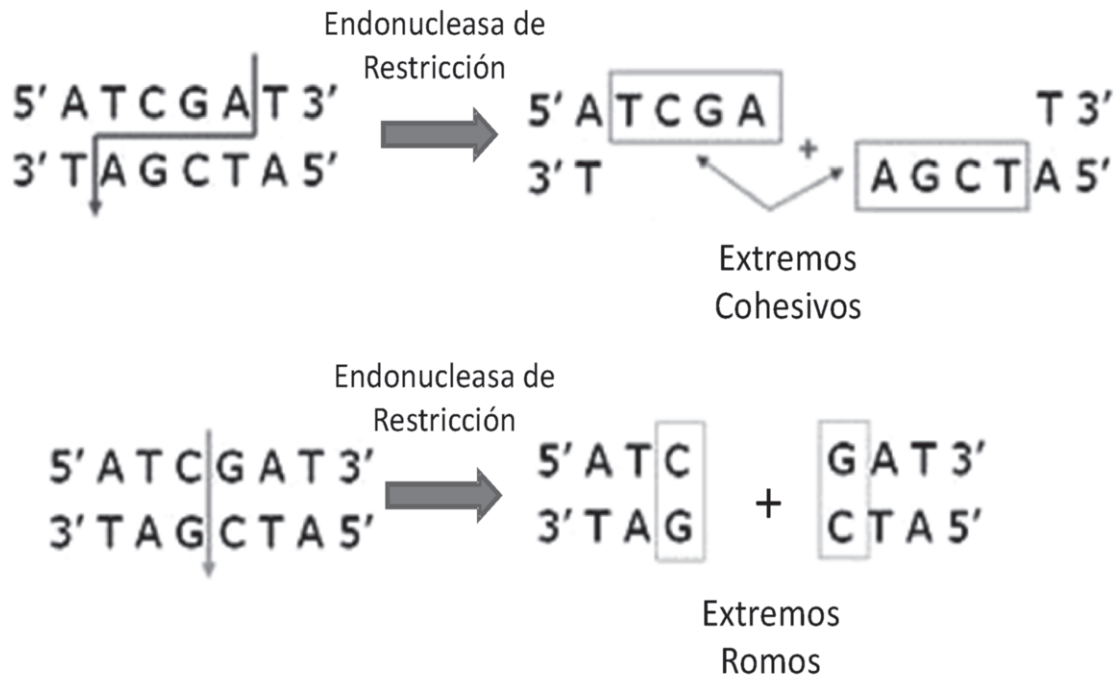 Endonucleasa de
Restricción
5' A T C G A T 3'
3' T A G C T A 5'
5' A T C G A T 3'
3' T + A G C T A 5'
Extremos
Cohesivos
Endonucleasa de
Restricción
5' A T C G A T 3'
3' T A G C T A 5'
5' A T C + G A T 3'
3' T A G C T A 5'
Extremos
Romos